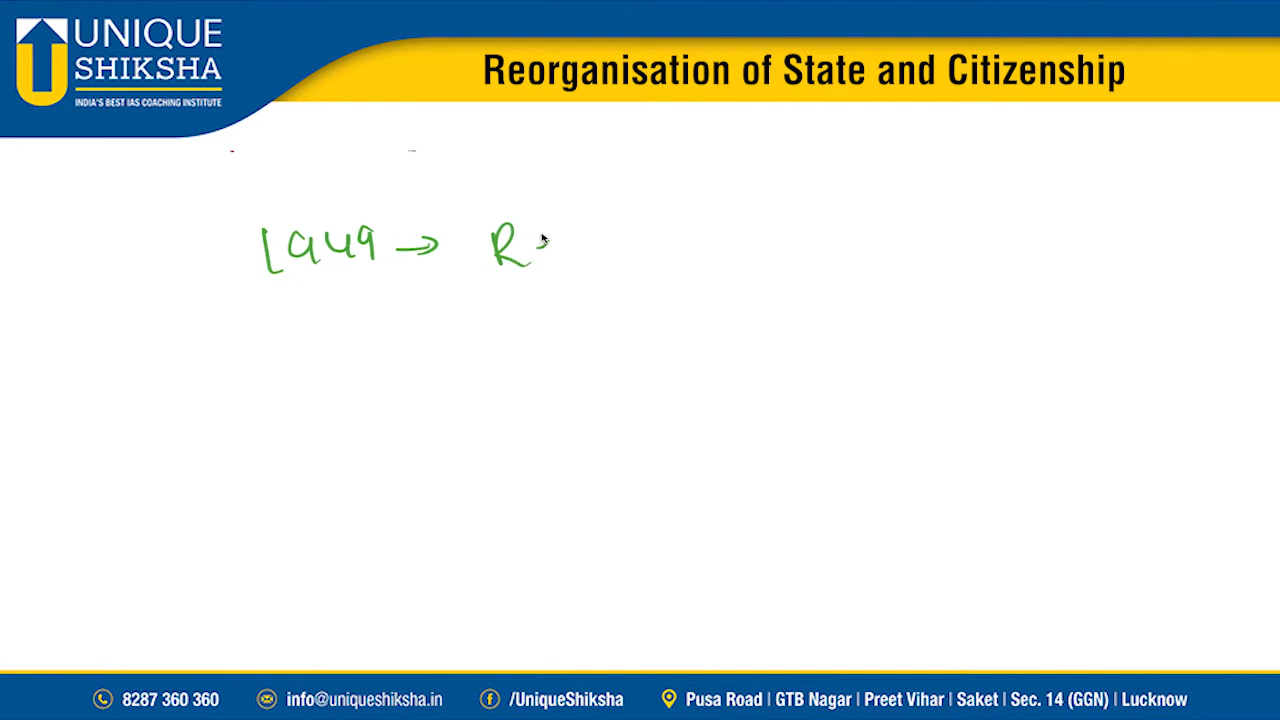 UNIQUE
SHIKSHA
INDIA'S BEST IAS COACHING INSTITUTE
Reorganisation of State and Citizenship
1949 → R
8287 360 360
info@uniqueshiksha.in
/UniqueShiksha
Pusa Road | GTB Nagar | Preet Vihar | Saket | Sec. 14 (GGN) | Lucknow